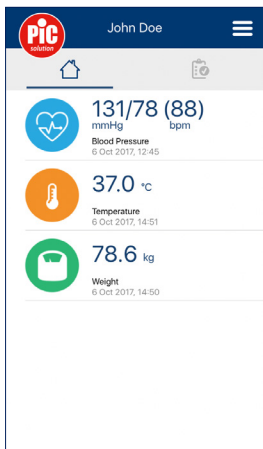 PiC
solution
John Doe
131/78 (88)
mmHg bpm
Blood Pressure
6 Oct 2017, 12:45
37.0 °C
Temperature
6 Oct 2017, 14:51
78.6 kg
Weight
6 Oct 2017, 14:50